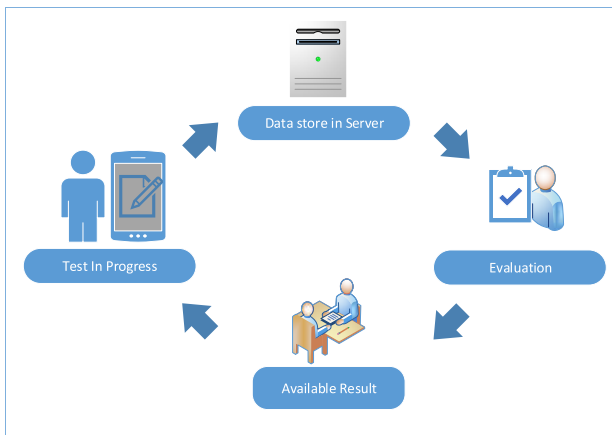 Data store in Server
Test In Progress
Evaluation
Available Result